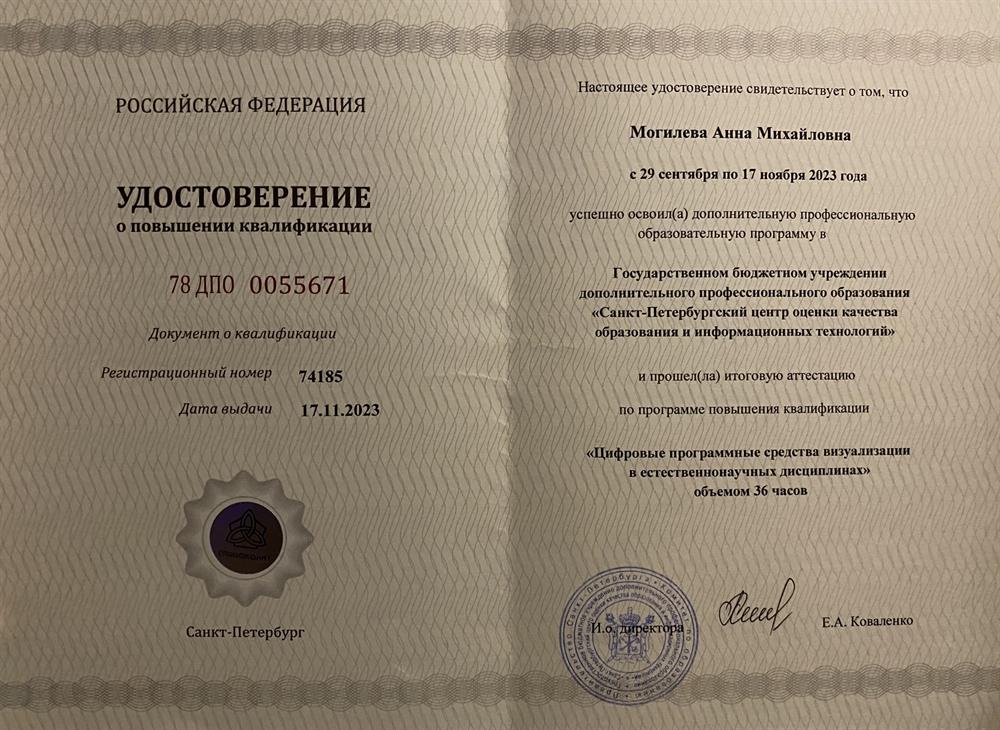 РОССИЙСКАЯ ФЕДЕРАЦИЯ
УДОСТОВЕРЕНИЕ
о повышении квалификации
78 ДПО 0055671
Документ о квалификации
Регистрационный номер 74185
Дата выдачи 17.11.2023
Санкт-Петербург
Настоящее удостоверение свидетельствует о том, что
Могилева Анна Михайловна
с 29 сентября по 17 ноября 2023 года
успешно освоил(а) дополнительную профессиональную
образовательную программу в
Государственном бюджетном учреждении
дополнительного профессионального образования
«Санкт-Петербургский центр оценки качества
образования и информационных технологий»
и прошел(ла) итоговую аттестацию
по программе повышения квалификации
«Цифровые программные средства визуализации
в естественнонаучных дисциплинах»
объемом 36 часов
И.о. директора
Е.А. Коваленко